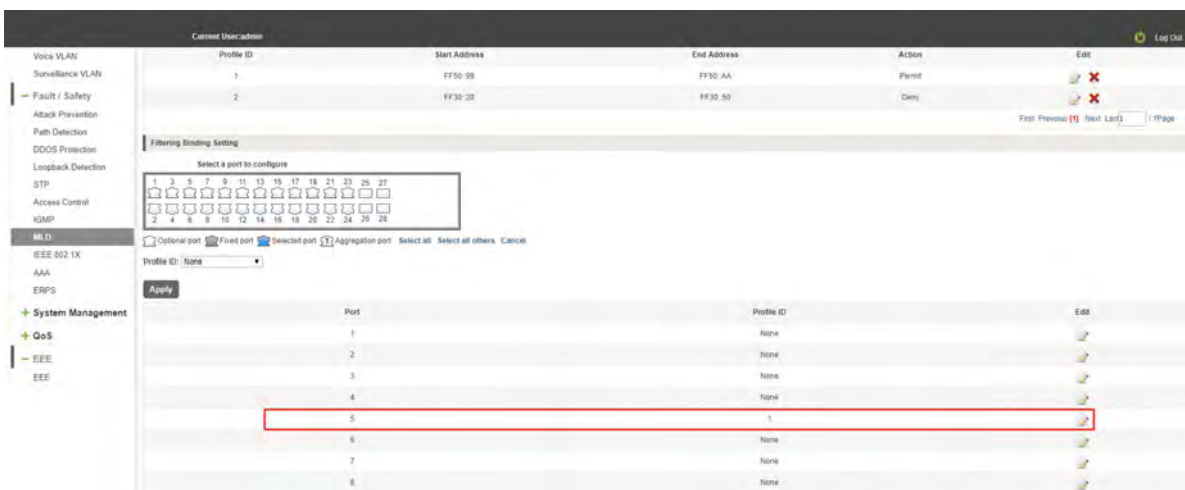 Current User:admin
Log Out
Voice VLAN
Surveillance VLAN
Fault / Safety
Attack Prevention
Path Detection
DDOS Protection
Loopback Detection
STP
Access Control
IGMP
MLD
IEEE 802.1X
AAA
ERPS
System Management
QoS
EEE
EEE
Profile ID Start Address End Address Action Edit
1 FF50::99 FF50::AA Permit
2 FF30::20 FF30::50 Deny
First Previous [1] Next Last 1 / 1Page
Filtering Binding Setting
Select a port to configure
1 3 5 7 9 11 13 15 17 19 21 23 25 27
2 4 6 8 10 12 14 16 18 20 22 24 26 28
Optional port Fixed port Selected port 1 Aggregation port Select all Select all others Cancel
Profile ID: None
Apply
Port Profile ID Edit
1 None
2 None
3 None
4 None
5 1
6 None
7 None
8 None